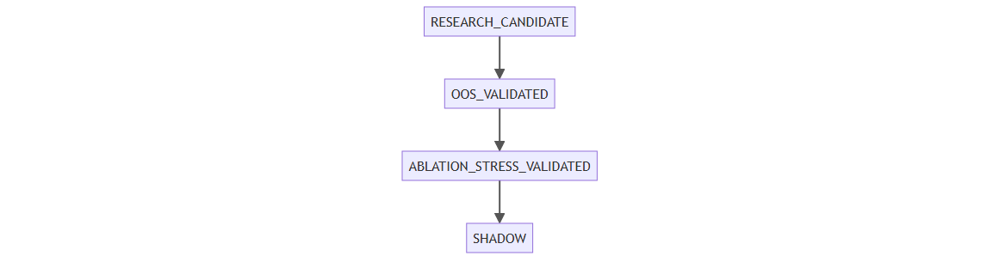 RESEARCH_CANDIDATE
OOS_VALIDATED
ABLATION_STRESS_VALIDATED
SHADOW